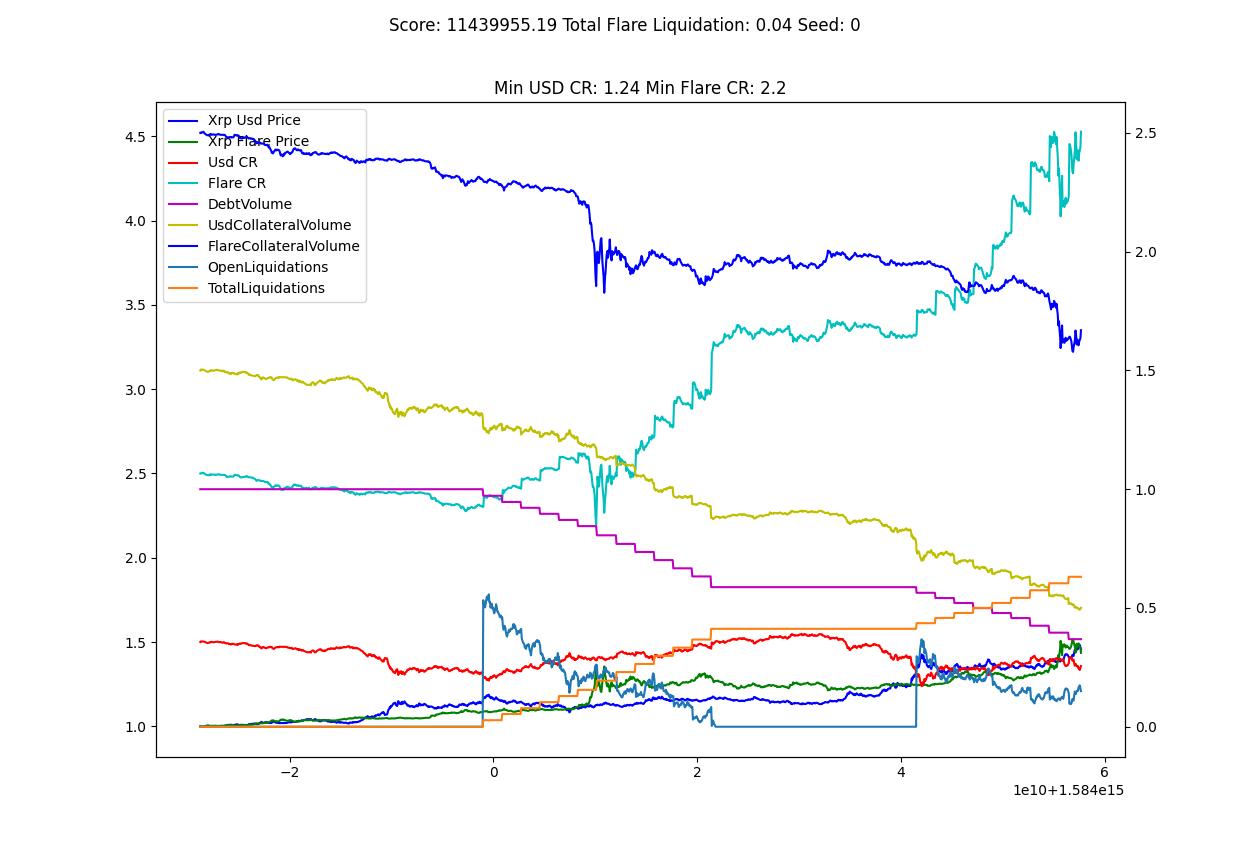 Score: 11439955.19 Total Flare Liquidation: 0.04 Seed: 0
Min USD CR: 1.24 Min Flare CR: 2.2
Xrp Usd Price
Xrp Flare Price
Usd CR
Flare CR
DebtVolume
UsdCollateralVolume
FlareCollateralVolume
OpenLiquidations
TotalLiquidations
4.5
4.0
3.5
3.0
2.5
2.0
1.5
1.0
2.5
2.0
1.5
1.0
0.5
0.0
−2
0
2
4
6
1e10+1.584e15